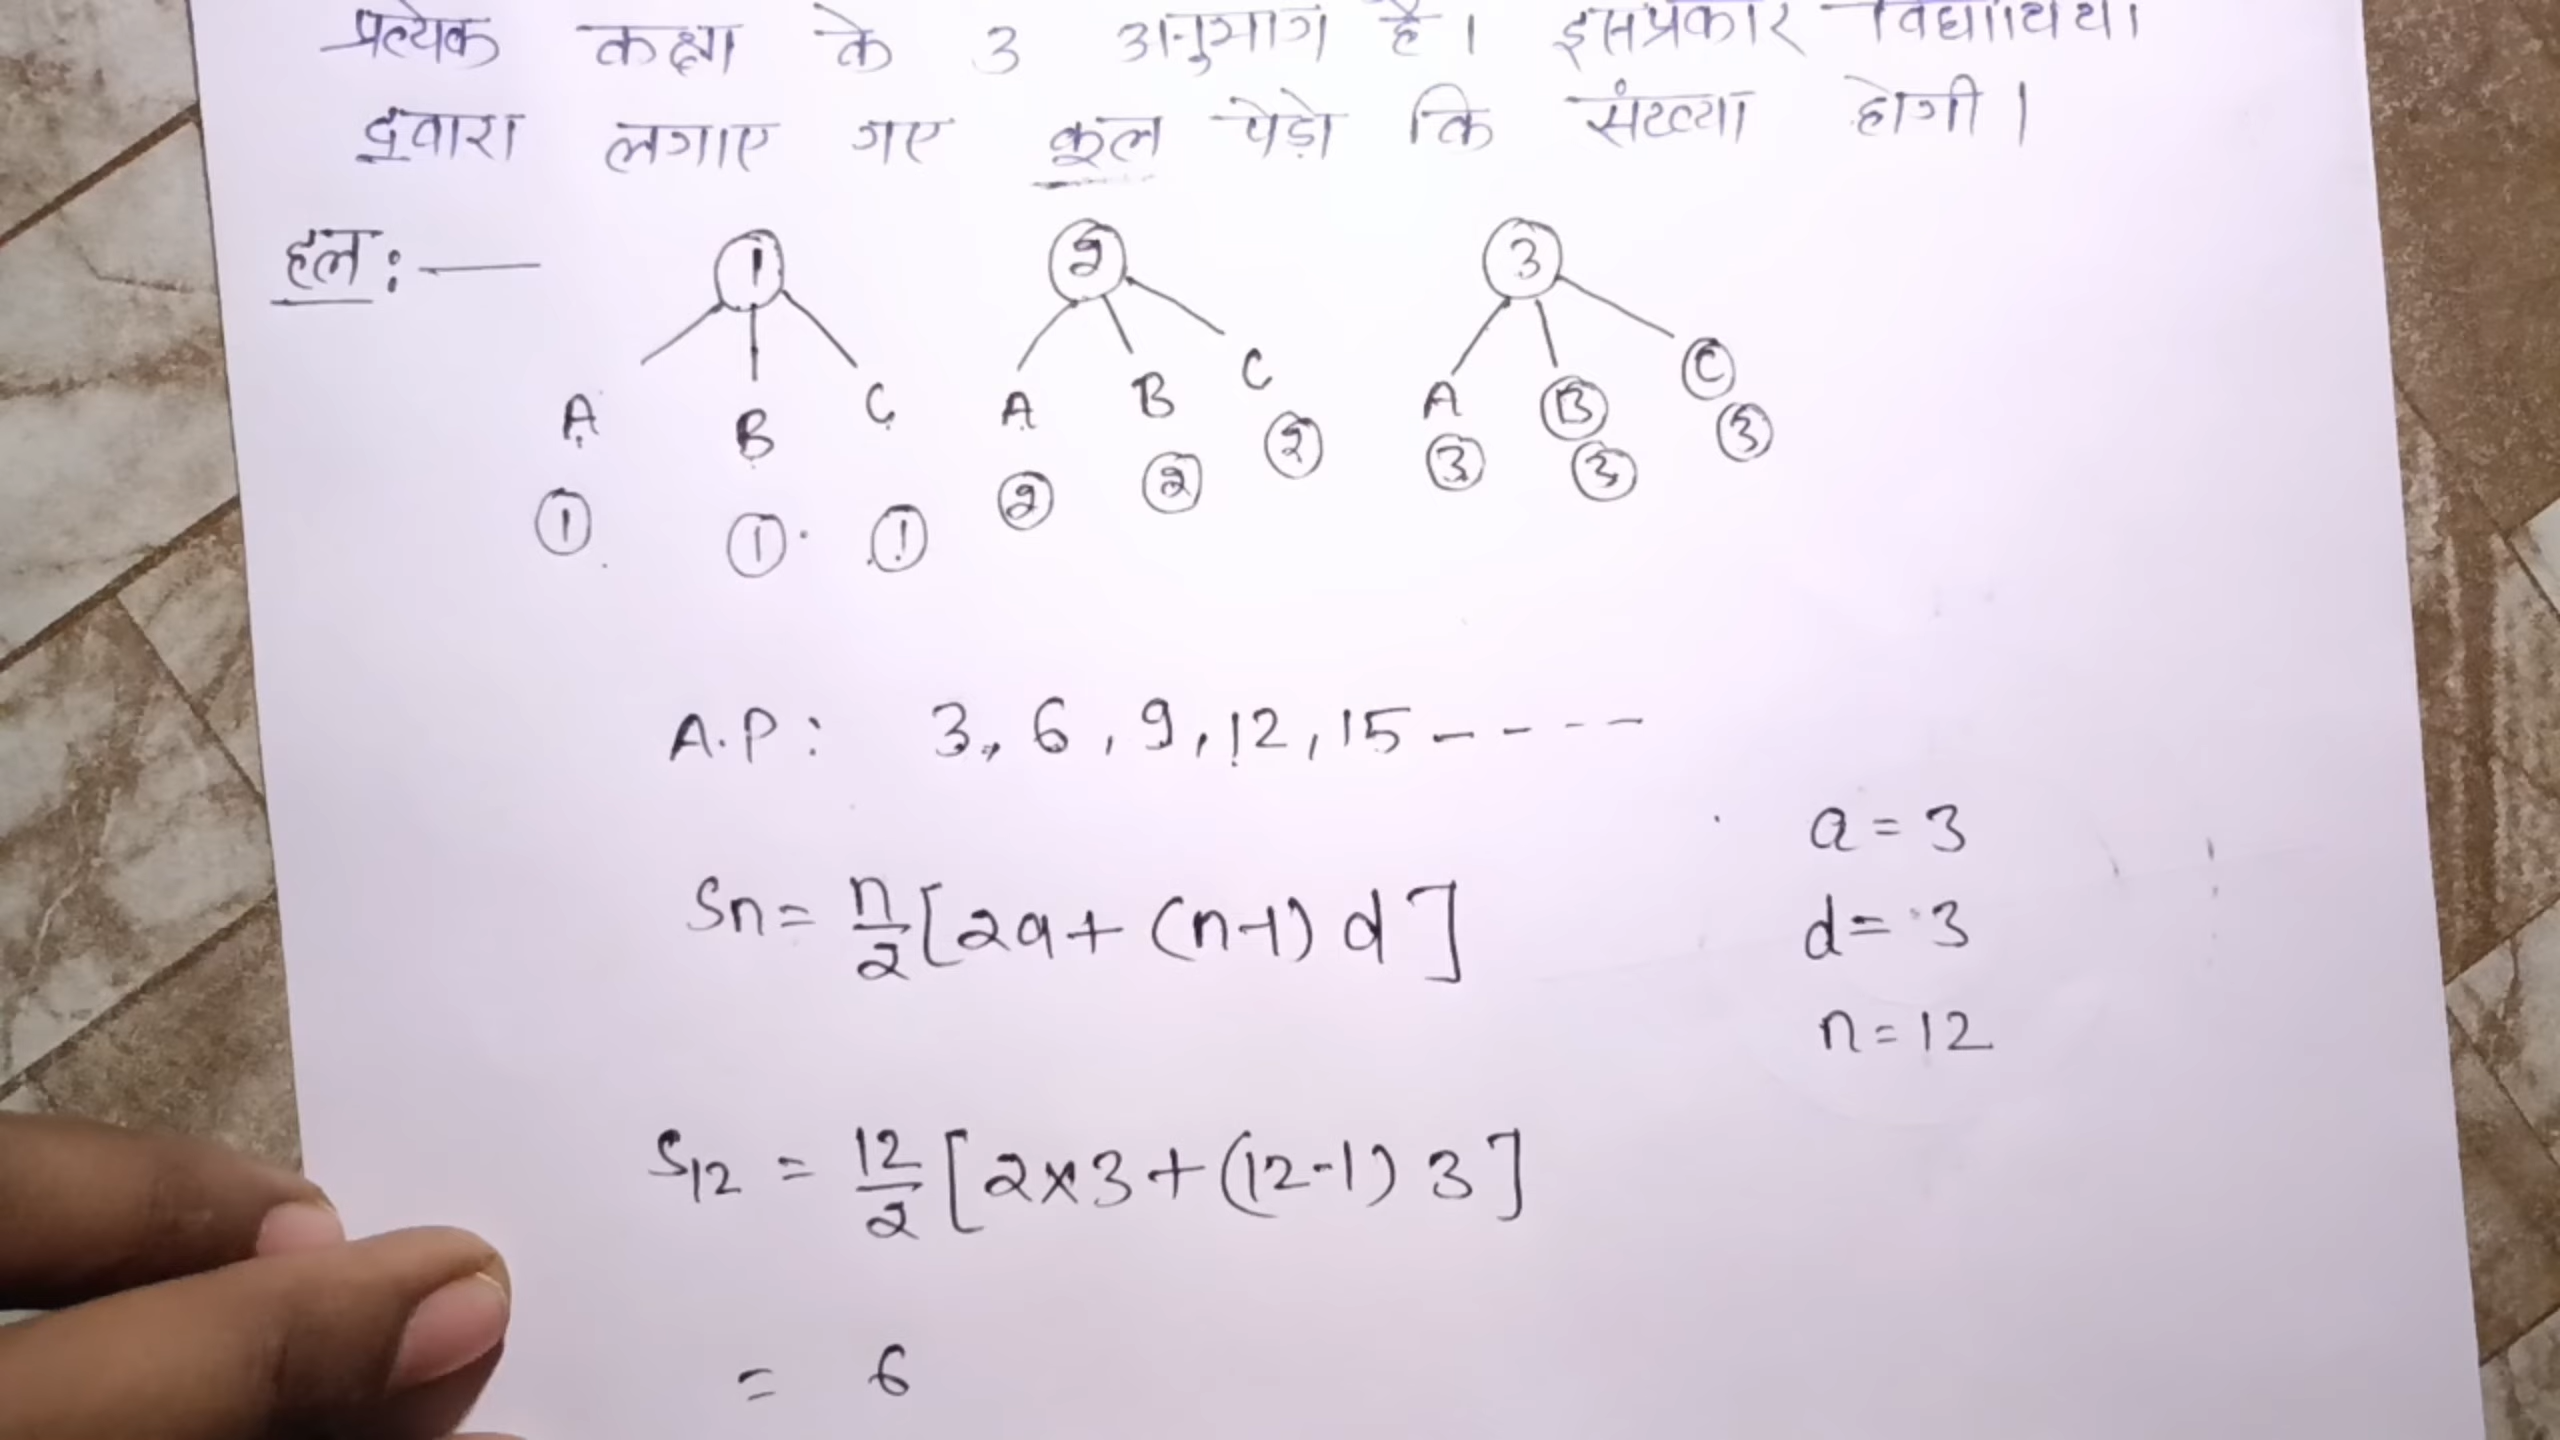 प्रत्येक कक्षा के 3 अनुभाग है। इसप्रकार विद्यार्थियो
द्वारा लगाए गए कूल पेड़ो कि संख्या होगी।
हल :—
1 2 3
A B C A B C A B C
1 1 1 2 2 2 3 3 3
A.P : 3, 6, 9, 12, 15 - - - -
a = 3
Sn = n/2 [2a + (n-1) d]
d = 3
n = 12
S12 = 12/2 [2×3 + (12-1) 3]
= 6